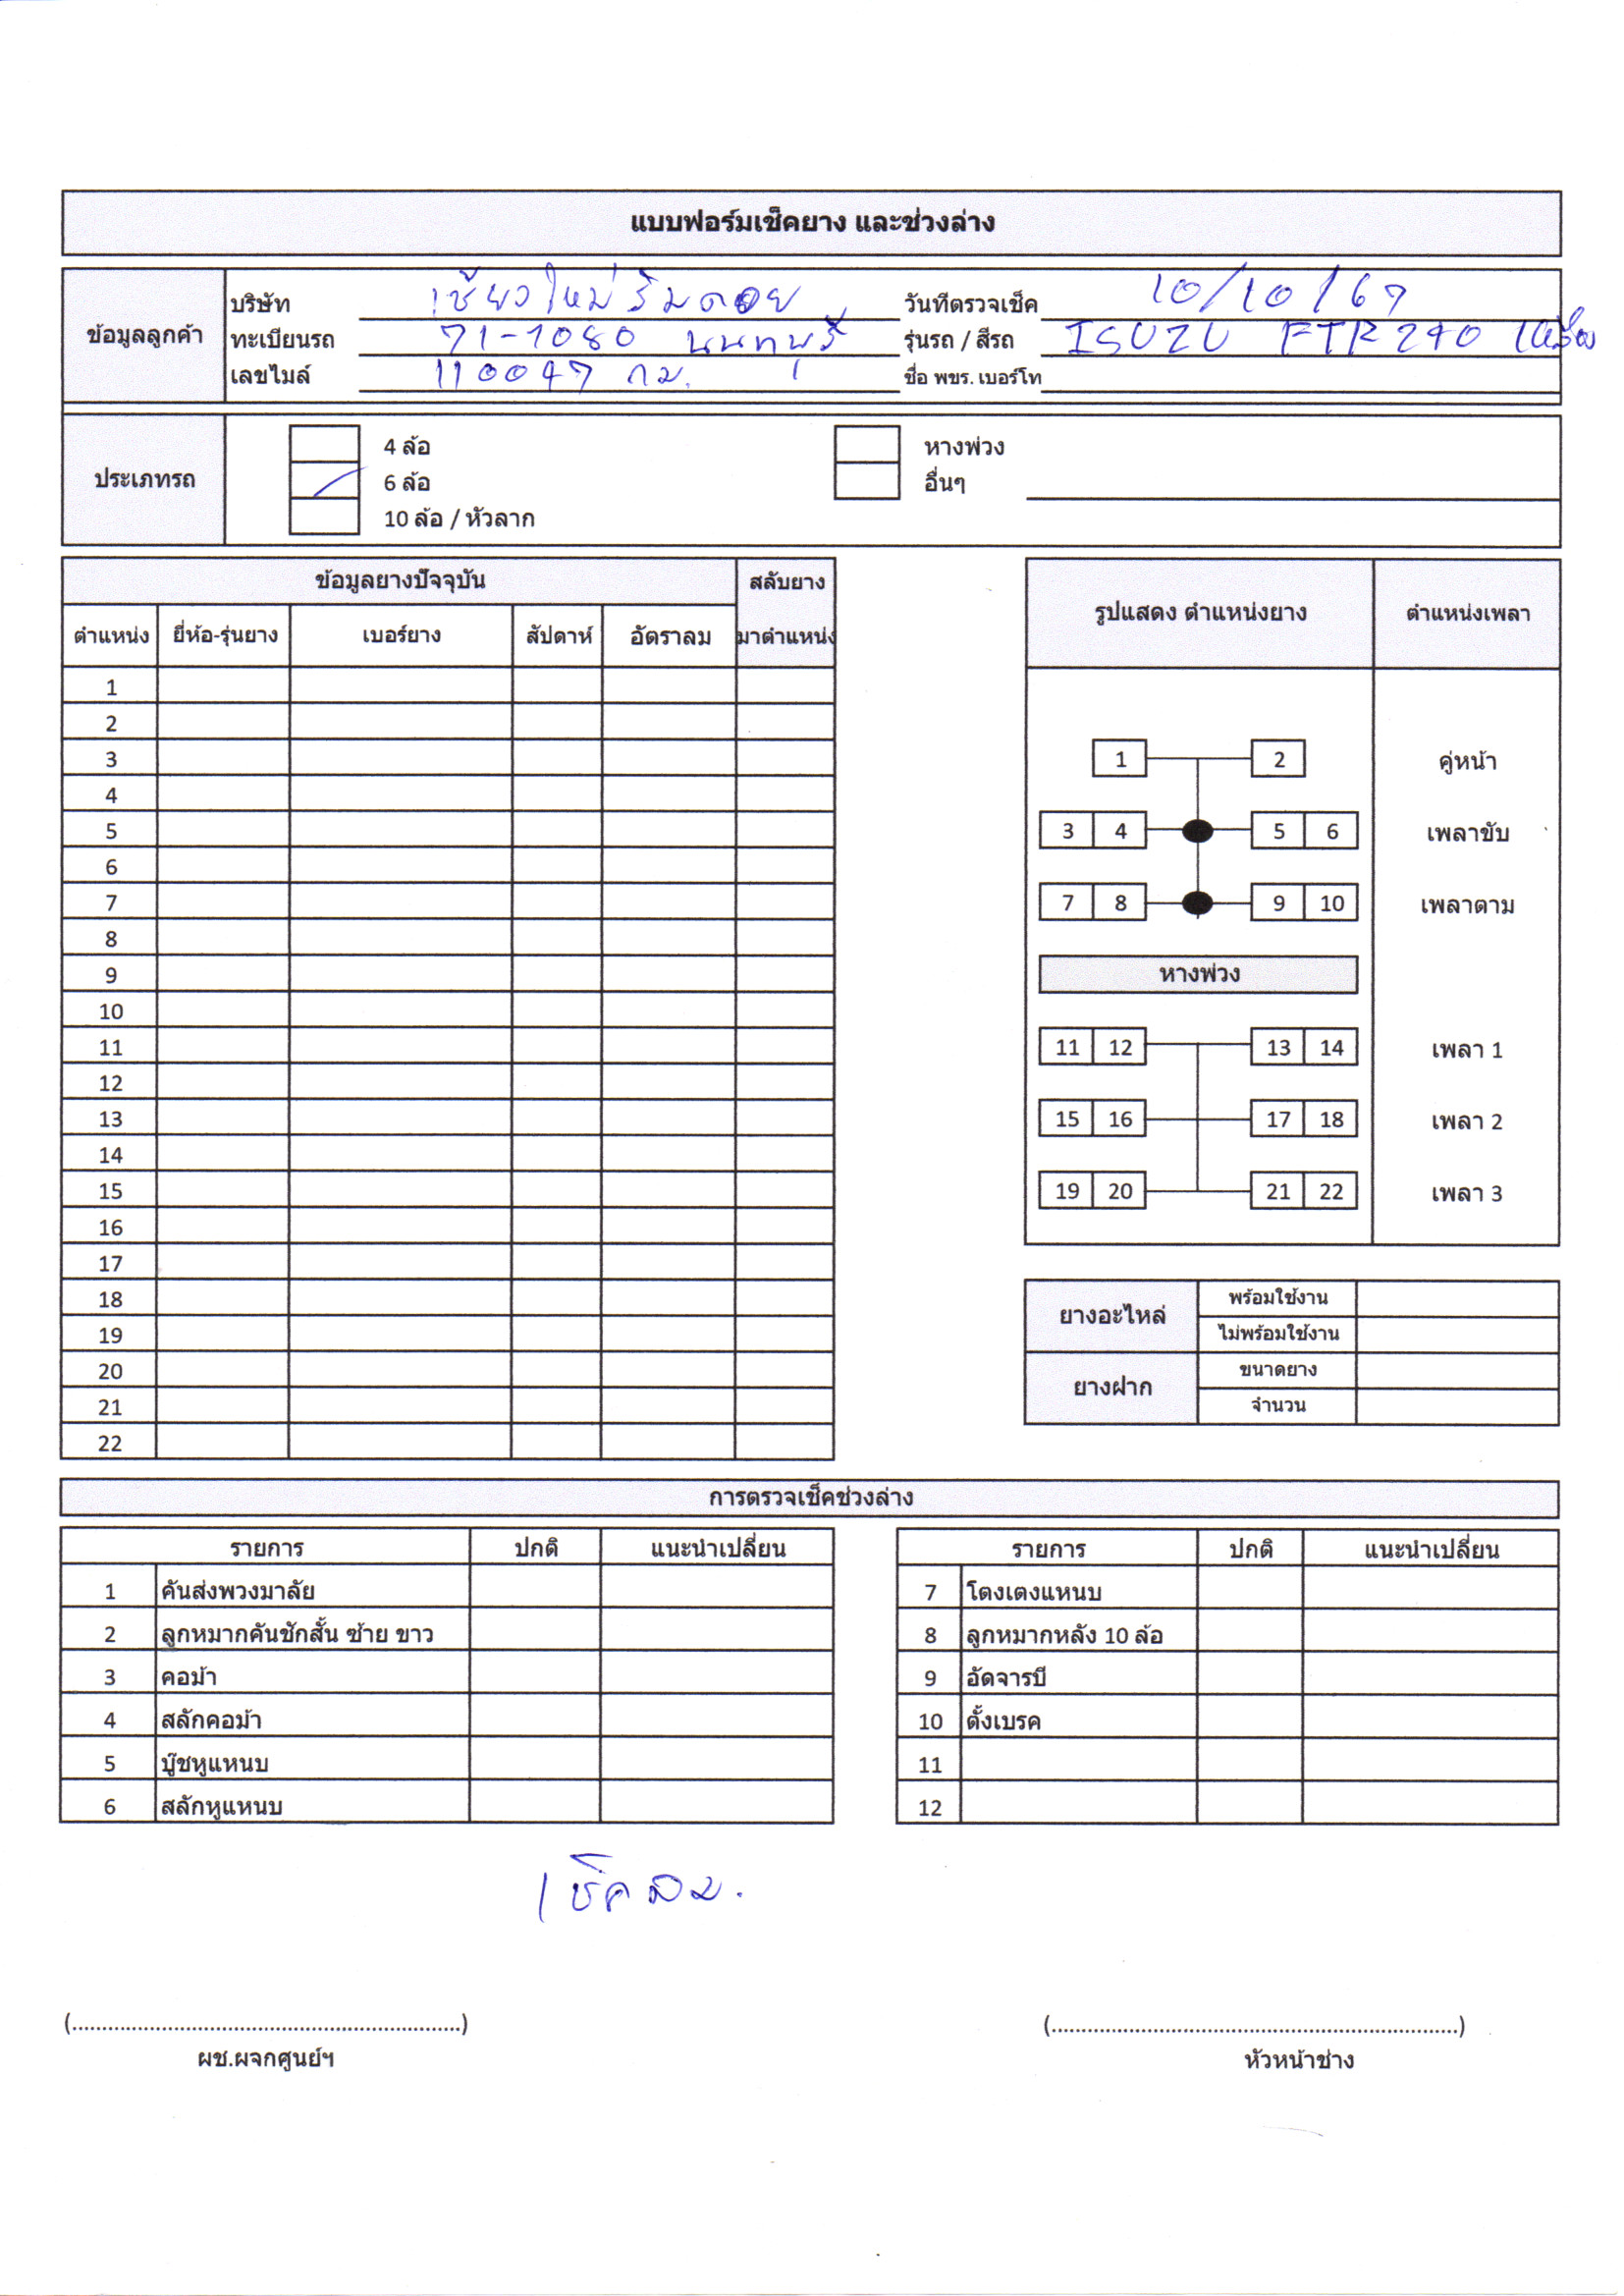 แบบฟอร์มเช็คยาง และช่วงล่าง
ข้อมูลลูกค้า
บริษัท เชียงใหม่ริมดอย วันที่ตรวจเช็ค 10/10/67
ทะเบียนรถ 71-1080 นนทบุรี รุ่นรถ / สีรถ ISUZU FTR 240
เลขไมล์ 110047 กม. ชื่อ พขร. เบอร์โท
ประเภทรถ
4 ล้อ หางพ่วง
6 ล้อ อื่นๆ
10 ล้อ / หัวลาก
ข้อมูลยางปัจจุบัน สลับยาง
ตำแหน่ง ยี่ห้อ-รุ่นยาง เบอร์ยาง สัปดาห์ อัตราลม มาตำแหน่ง
1
2
3
4
5
6
7
8
9
10
11
12
13
14
15
16
17
18
19
20
21
22
รูปแสดง ตำแหน่งยาง ตำแหน่งเพลา
1 2 คู่หน้า
3 4 5 6 เพลาขับ
7 8 9 10 เพลาตาม
หางพ่วง
11 12 13 14 เพลา 1
15 16 17 18 เพลา 2
19 20 21 22 เพลา 3
ยางอะไหล่ พร้อมใช้งาน
ไม่พร้อมใช้งาน
ยางฝาก ขนาดยาง
จำนวน
การตรวจเช็คช่วงล่าง
รายการ ปกติ แนะนำเปลี่ยน
1 คันส่งพวงมาลัย
2 ลูกหมากคันชักสั้น ซ้าย ขาว
3 คอม้า
4 สลักคอม้า
5 บู๊ชหูแหนบ
6 สลักหูแหนบ
รายการ ปกติ แนะนำเปลี่ยน
7 โตงเตงแหนบ
8 ลูกหมากหลัง 10 ล้อ
9 อัดจารบี
10 ตั้งเบรค
11
12
เช็คลม.
(................................................................)
ผช.ผจกศูนย์ฯ
(...................................................................)
หัวหน้าช่าง